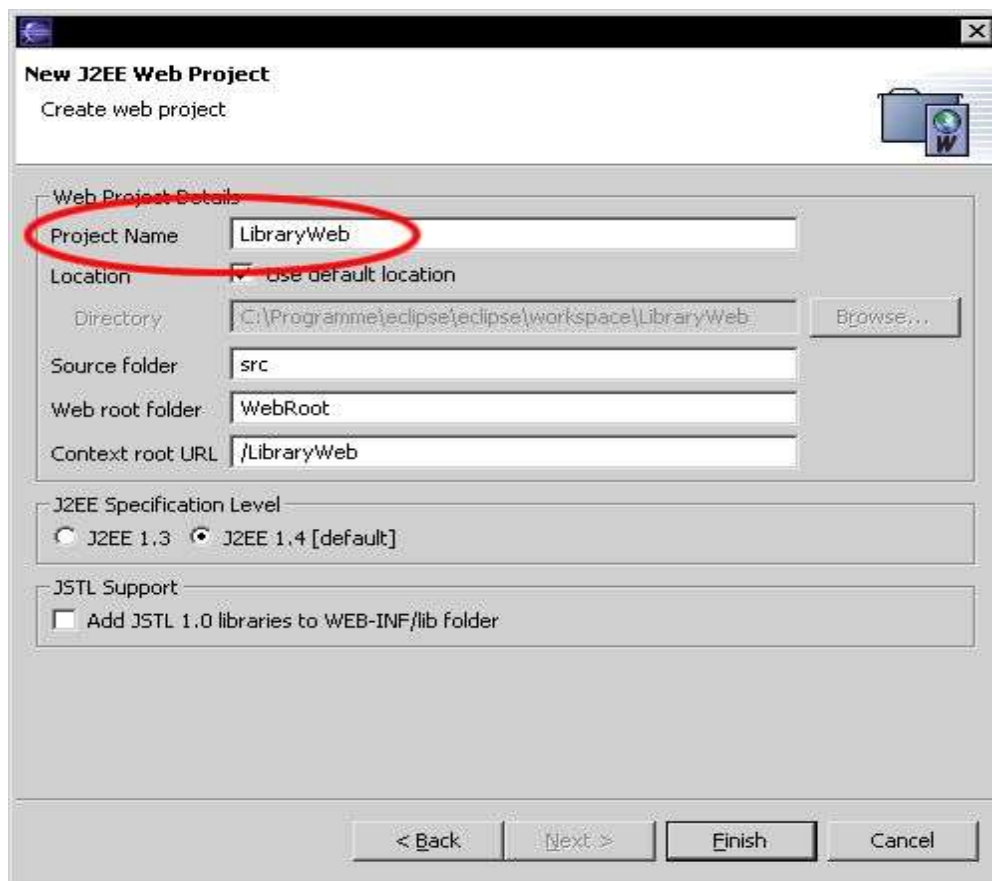 New J2EE Web Project
Create web project
W
Web Project Details
Project Name LibraryWeb
Location Use default location
Directory C:\Programme\eclipse\eclipse\workspace\LibraryWeb Browse...
Source folder src
Web root folder WebRoot
Context root URL /LibraryWeb
J2EE Specification Level
J2EE 1.3 J2EE 1.4 [default]
JSTL Support
Add JSTL 1.0 libraries to WEB-INF/lib folder
< Back Next > Finish Cancel